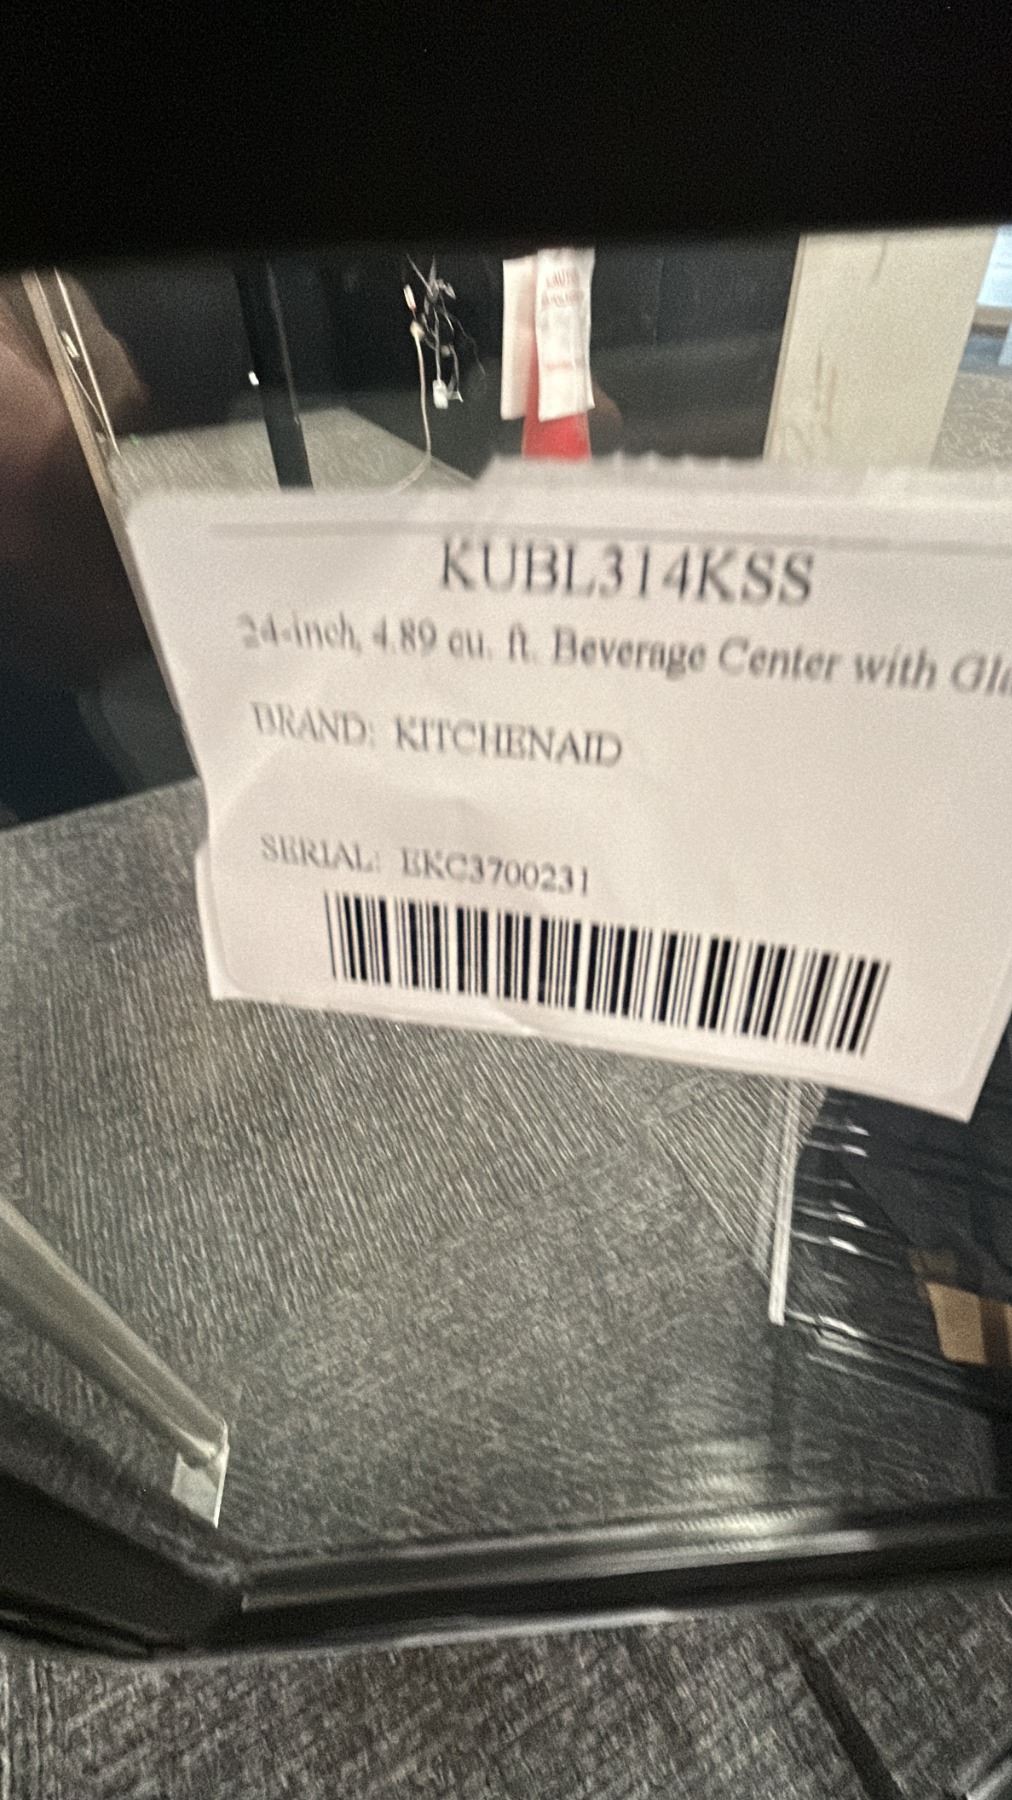 KUBL314KSS
24-inch, 4.89 cu. ft. Beverage Center with
BRAND: KITCHENAID
SERIAL: EKC3700231